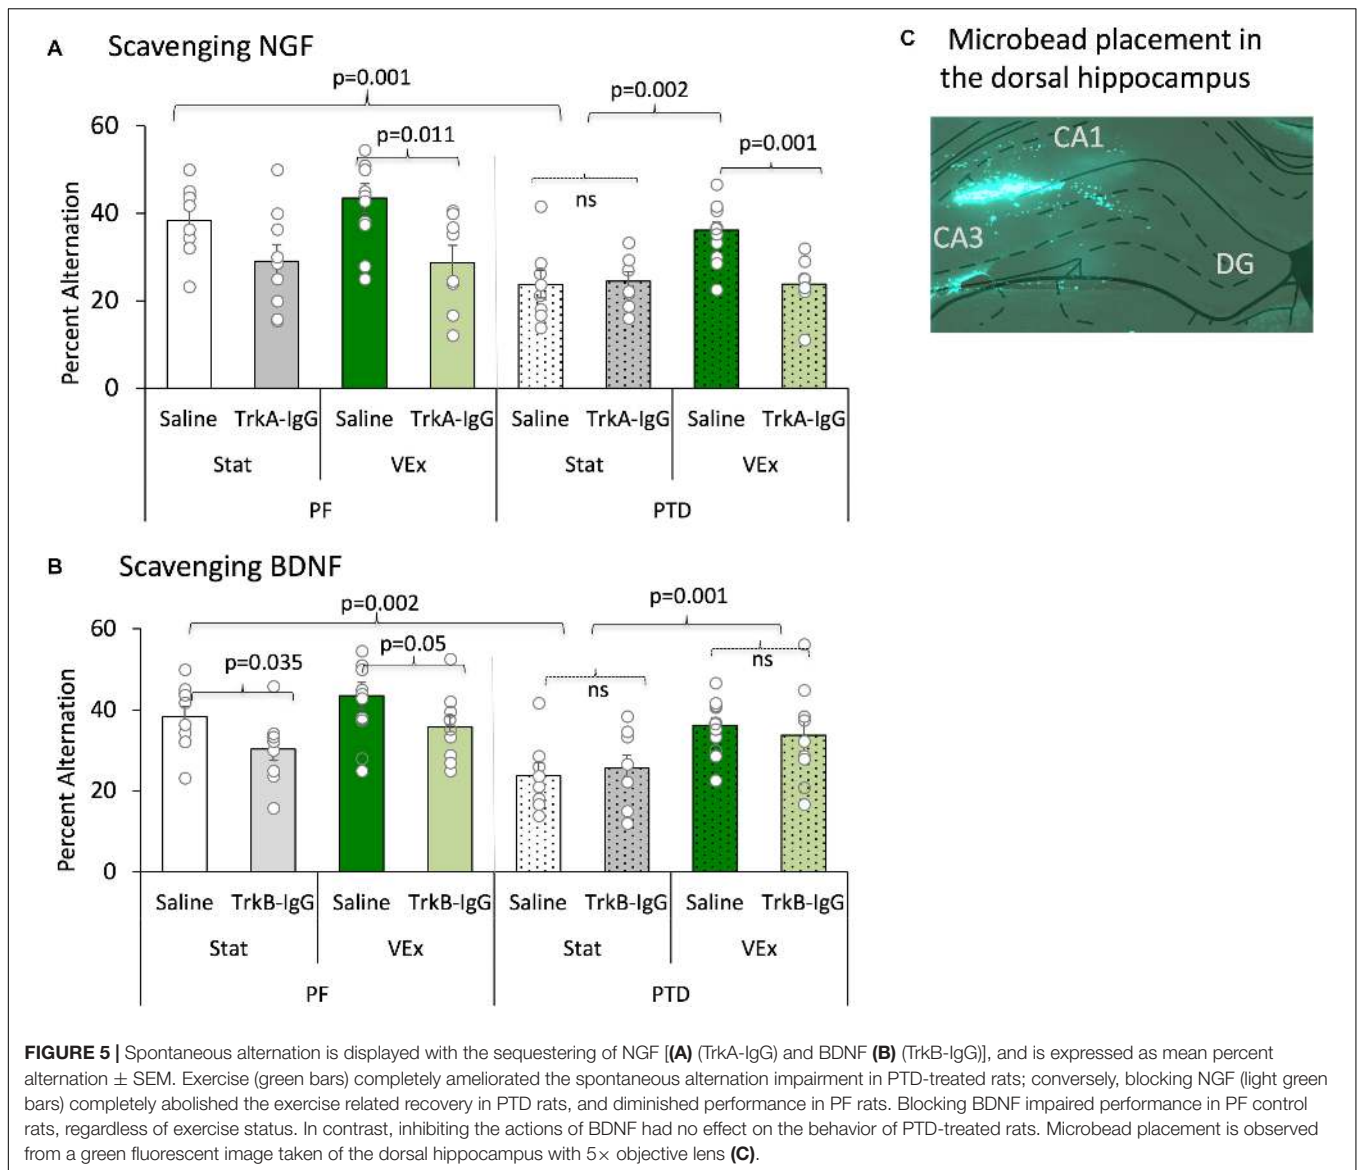 A Scavenging NGF
p=0.001
p=0.002
p=0.011
p=0.001
ns
60
40
20
0
Percent Alternation
Saline TrkA-IgG Saline TrkA-IgG Saline TrkA-IgG Saline TrkA-IgG
Stat VEx Stat VEx
PF PTD
C Microbead placement in
the dorsal hippocampus
CA1
CA3
DG
B Scavenging BDNF
p=0.002
p=0.001
p=0.035
p=0.05
ns
ns
60
40
20
0
Percent Alternation
Saline TrkB-IgG Saline TrkB-IgG Saline TrkB-IgG Saline TrkB-IgG
Stat VEx Stat VEx
PF PTD
FIGURE 5 | Spontaneous alternation is displayed with the sequestering of NGF [(A) (TrkA-IgG) and BDNF (B) (TrkB-IgG)], and is expressed as mean percent
alternation ± SEM. Exercise (green bars) completely ameliorated the spontaneous alternation impairment in PTD-treated rats; conversely, blocking NGF (light green
bars) completely abolished the exercise related recovery in PTD rats, and diminished performance in PF rats. Blocking BDNF impaired performance in PF control
rats, regardless of exercise status. In contrast, inhibiting the actions of BDNF had no effect on the behavior of PTD-treated rats. Microbead placement is observed
from a green fluorescent image taken of the dorsal hippocampus with 5× objective lens (C).